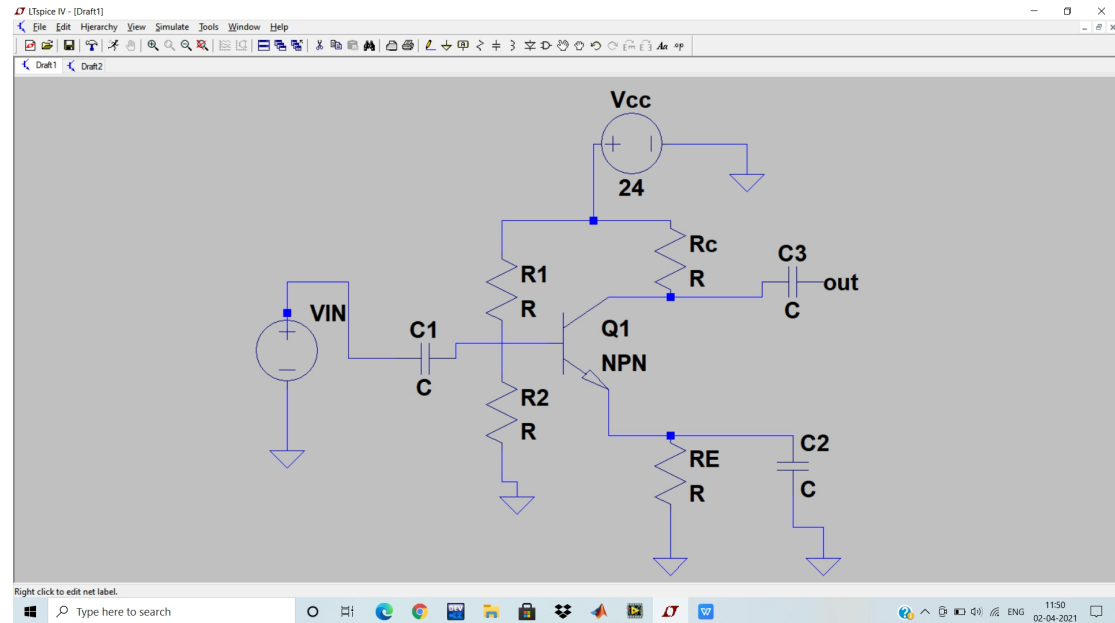 LTspice IV - [Draft1]
File Edit Hierarchy View Simulate Tools Window Help
Draft1 Draft2
Vcc
24
Rc
R
C3
C
out
R1
R
VIN
C1
C
Q1
NPN
R2
R
RE
R
C2
C
Right click to edit net label.
Type here to search
ENG
11:50
02-04-2021